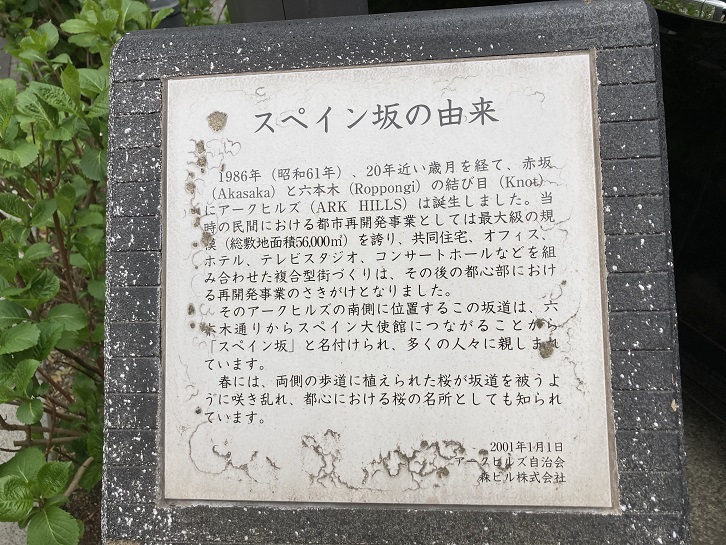 スペイン坂の由来
1986年（昭和61年）、20年近い歳月を経て、赤坂
（Akasaka）と六本木（Roppongi）の結び目（Knot）
にアークヒルズ（ARK HILLS）は誕生しました。当
時の民間における都市再開発事業としては最大級の規
模（総敷地面積56,000㎡）を誇り、共同住宅、オフィス、
ホテル、テレビスタジオ、コンサートホールなどを組
み合わせた複合型街づくりは、その後の都心部におけ
る再開発事業のさきがけとなりました。
そのアークヒルズの南側に位置するこの坂道は、六
本木通りからスペイン大使館につながることから
「スペイン坂」と名付けられ、多くの人々に親しまれ
ています。
春には、両側の歩道に植えられた桜が坂道を被うよ
うに咲き乱れ、都心における桜の名所としても知られ
ています。
2001年1月1日
アークヒルズ自治会
森ビル株式会社